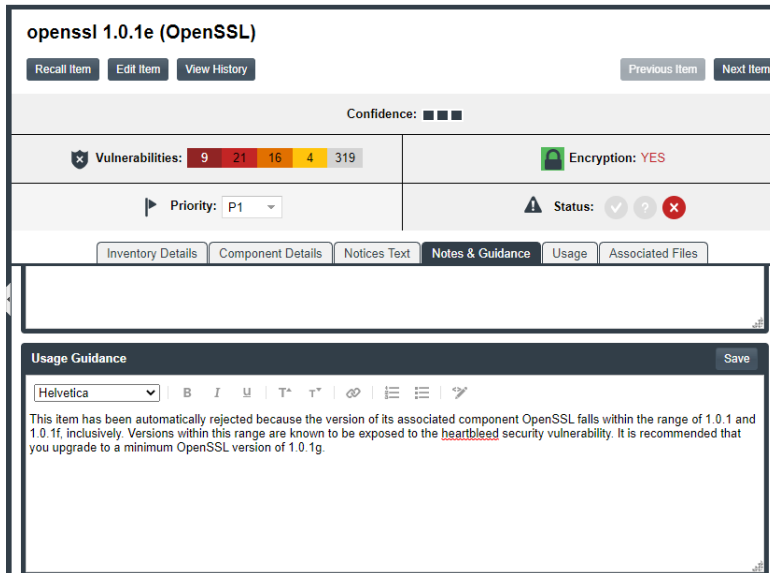 openssl 1.0.1e (OpenSSL)
Recall Item Edit Item View History Previous Item Next Item
Confidence:
Vulnerabilities: 9 21 16 4 319 Encryption: YES
Priority: P1 Status: ?
Inventory Details Component Details Notices Text Notes & Guidance Usage Associated Files
Usage Guidance Save
Helvetica B I U T T
This item has been automatically rejected because the version of its associated component OpenSSL falls within the range of 1.0.1 and
1.0.1f, inclusively. Versions within this range are known to be exposed to the heartbleed security vulnerability. It is recommended that
you upgrade to a minimum OpenSSL version of 1.0.1g.